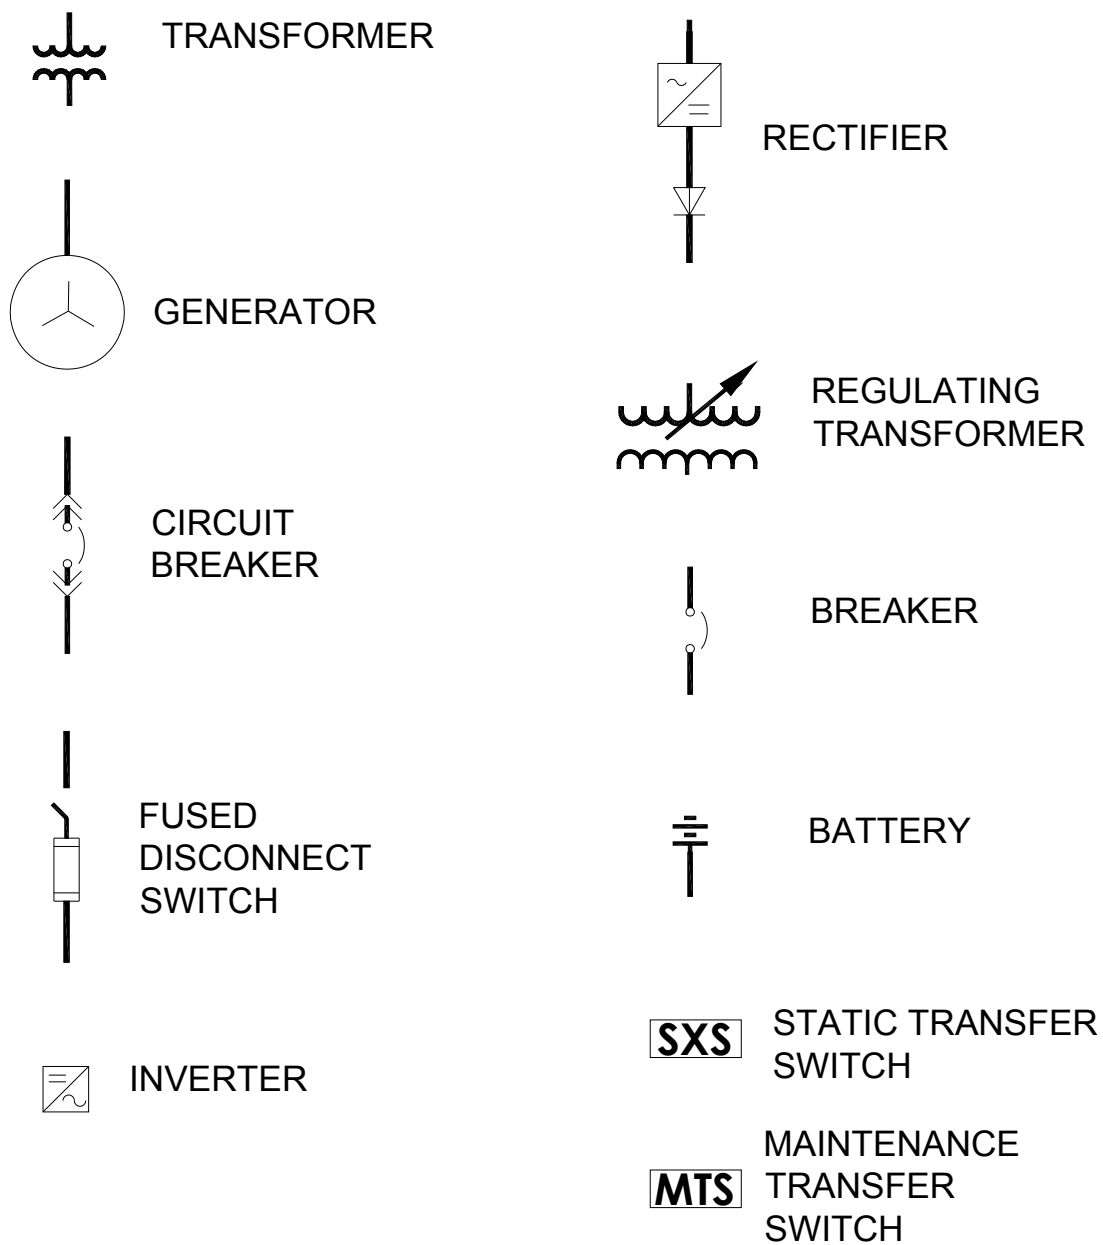 TRANSFORMER
GENERATOR
CIRCUIT
BREAKER
FUSED
DISCONNECT
SWITCH
INVERTER
RECTIFIER
REGULATING
TRANSFORMER
BREAKER
BATTERY
SXS
STATIC TRANSFER
SWITCH
MTS
MAINTENANCE
TRANSFER
SWITCH